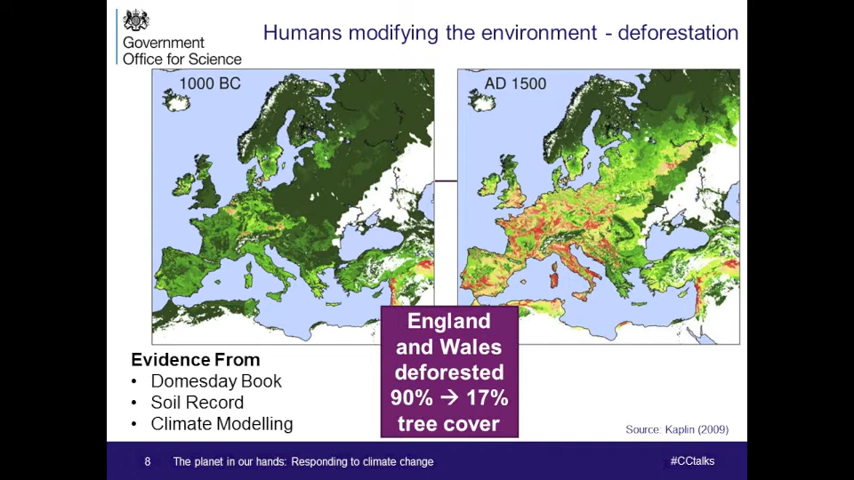 Government
Office for Science
Humans modifying the environment - deforestation
1000 BC
AD 1500
England
and Wales
deforested
90% → 17%
tree cover
Evidence From
• Domesday Book
• Soil Record
• Climate Modelling
Source: Kaplin (2009)
8
The planet in our hands: Responding to climate change
#CCtalks